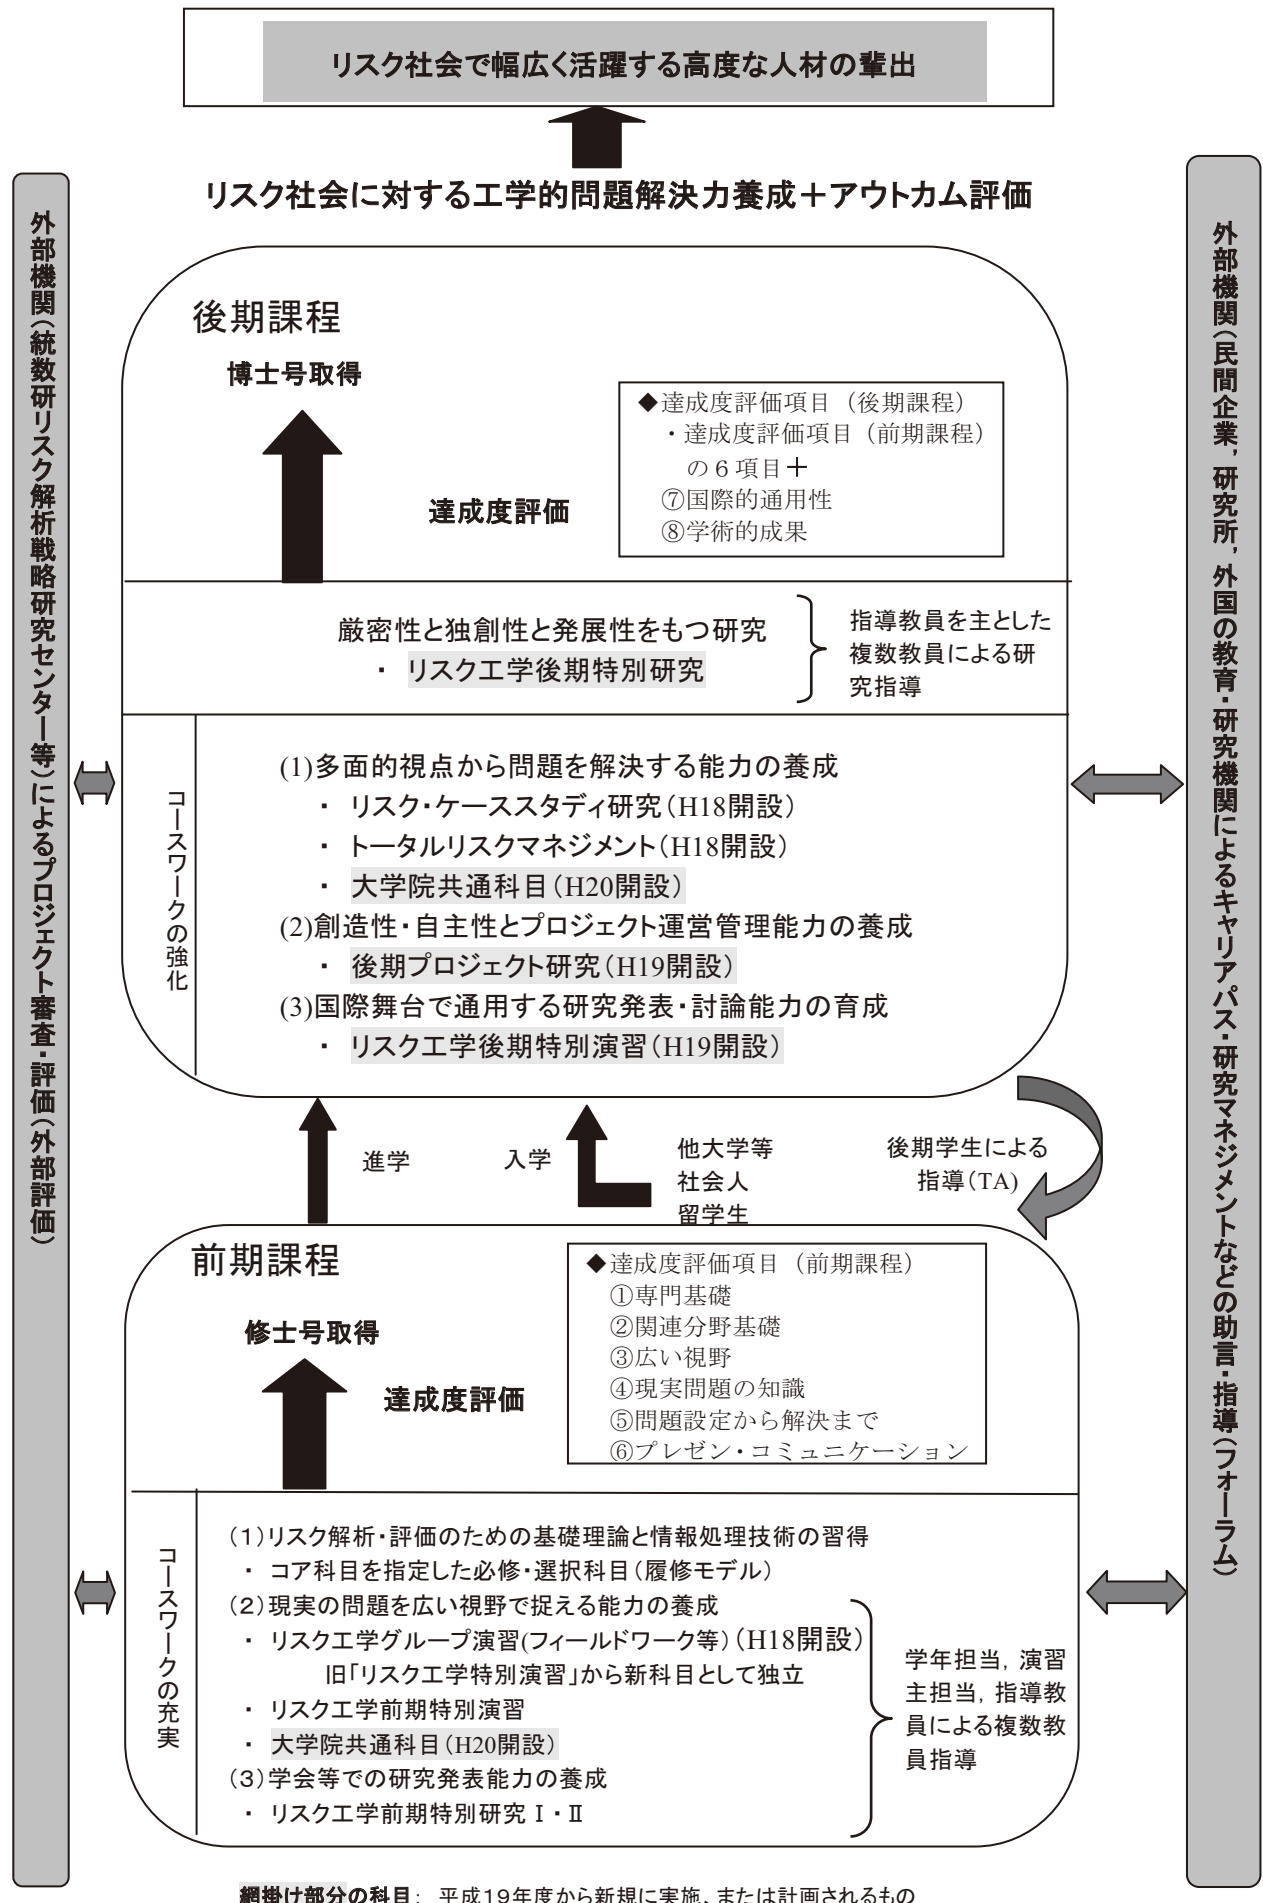 リスク社会で幅広く活躍する高度な人材の輩出
リスク社会に対する工学的問題解決力養成＋アウトカム評価
外部機関（統数研リスク解析戦略研究センター等）によるプロジェクト審査・評価（外部評価）
後期課程
博士号取得
達成度評価
◆達成度評価項目（後期課程）
・達成度評価項目（前期課程）
の６項目＋
⑦国際的通用性
⑧学術的成果
厳密性と独創性と発展性をもつ研究
・ リスク工学後期特別研究
指導教員を主とした
複数教員による研
究指導
コースワークの強化
(1)多面的視点から問題を解決する能力の養成
・ リスク・ケーススタディ研究（H18開設）
・ トータルリスクマネジメント（H18開設）
・ 大学院共通科目（H20開設）
(2)創造性・自主性とプロジェクト運営管理能力の養成
・ 後期プロジェクト研究（H19開設）
(3)国際舞台で通用する研究発表・討論能力の育成
・ リスク工学後期特別演習（H19開設）
進学
入学
他大学等
社会人
留学生
後期学生による
指導（TA）
前期課程
修士号取得
達成度評価
◆達成度評価項目（前期課程）
①専門基礎
②関連分野基礎
③広い視野
④現実問題の知識
⑤問題設定から解決まで
⑥プレゼン・コミュニケーション
コースワークの充実
（１）リスク解析・評価のための基礎理論と情報処理技術の習得
・ コア科目を指定した必修・選択科目（履修モデル）
（２）現実の問題を広い視野で捉える能力の養成
・ リスク工学グループ演習(フィールドワーク等)（H18開設）
旧「リスク工学特別演習」から新科目として独立
・ リスク工学前期特別演習
・ 大学院共通科目（H20開設）
（３）学会等での研究発表能力の養成
・ リスク工学前期特別研究Ⅰ・Ⅱ
学年担当，演習
主担当，指導教
員による複数教
員指導
外部機関（民間企業，研究所，外国の教育・研究機関によるキャリアパス・研究マネジメントなどの助言・指導（フォーラム）
網掛け部分の科目： 平成19年度から新規に実施、または計画されるもの